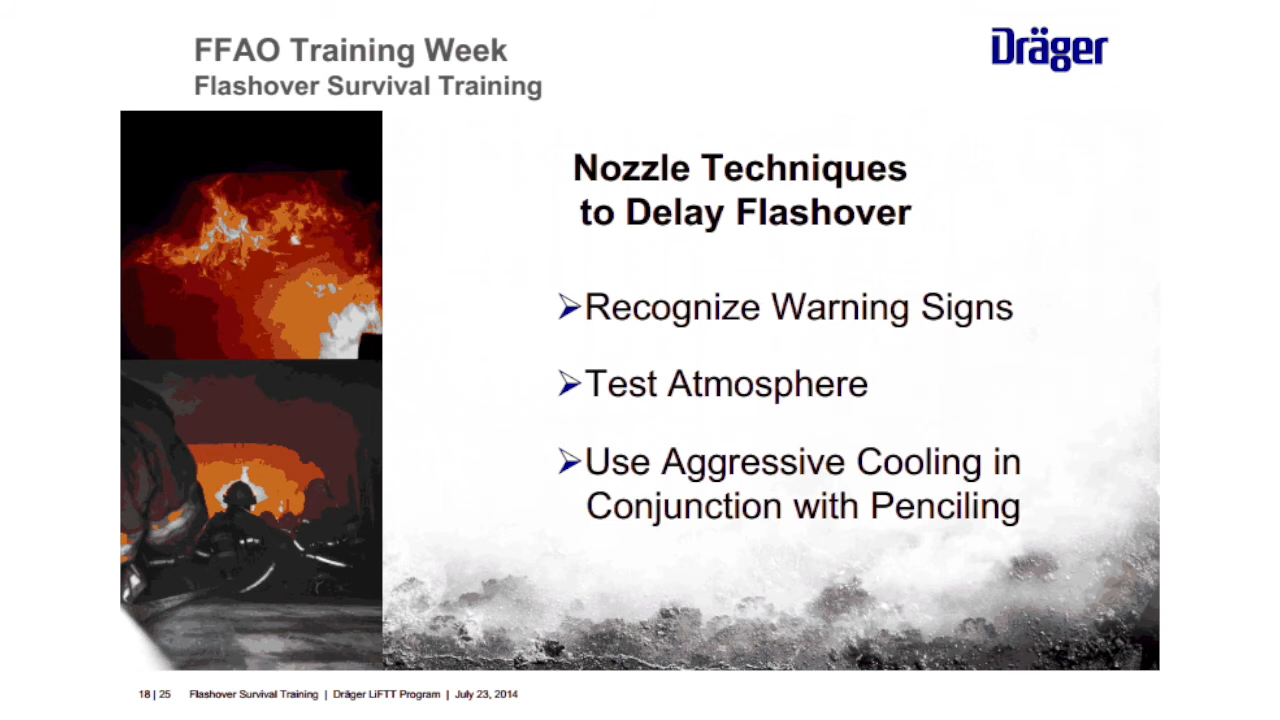 FFAO Training Week
Flashover Survival Training
Dräger
Nozzle Techniques
to Delay Flashover
➢Recognize Warning Signs
➢Test Atmosphere
➢Use Aggressive Cooling in
Conjunction with Penciling
18 | 25 Flashover Survival Training | Dräger LiFTT Program | July 23, 2014